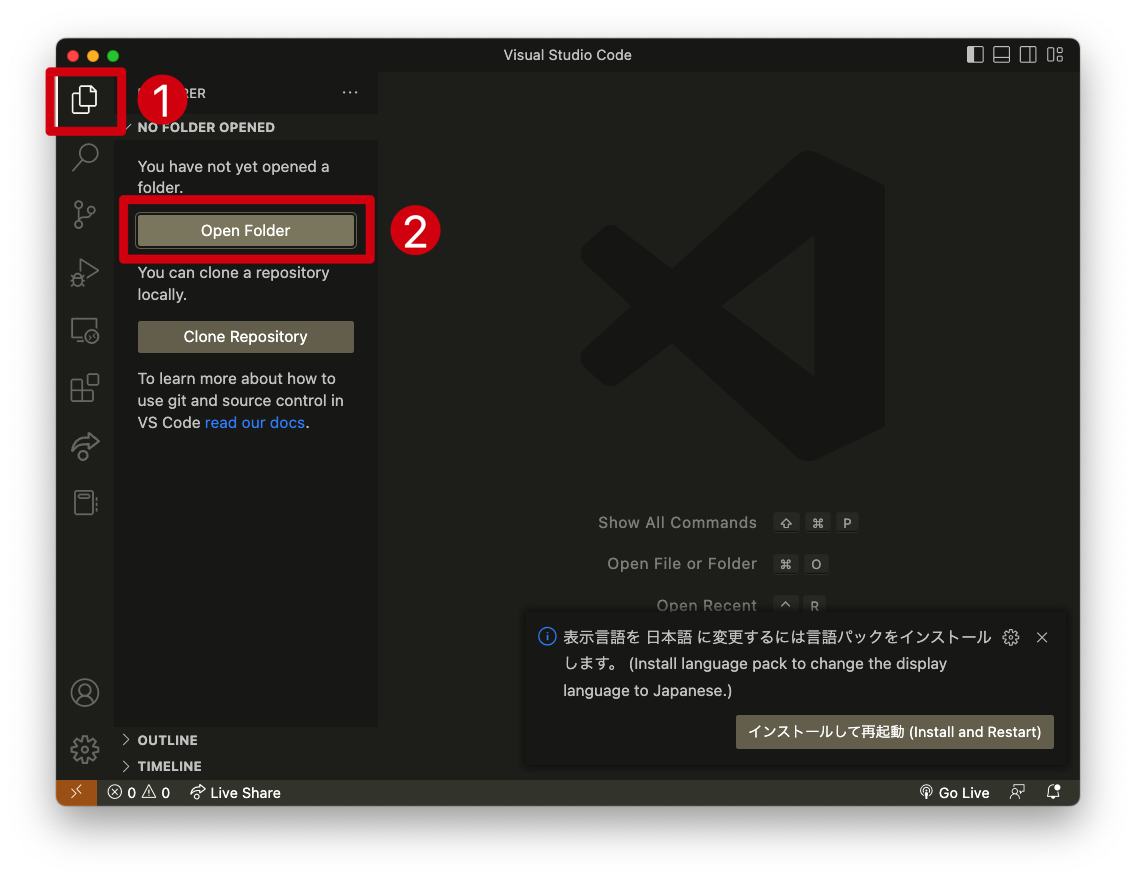 Visual Studio Code
1
NO FOLDER OPENED
You have not yet opened a
folder.
Open Folder
2
You can clone a repository
locally.
Clone Repository
To learn more about how to
use git and source control in
VS Code read our docs.
Show All Commands ⇧ ⌘ P
Open File or Folder ⌘ O
Open Recent ^ R
表示言語を 日本語 に変更するには言語パックをインストール
します。 (Install language pack to change the display
language to Japanese.)
インストールして再起動 (Install and Restart)
OUTLINE
TIMELINE
0 0 Live Share
Go Live